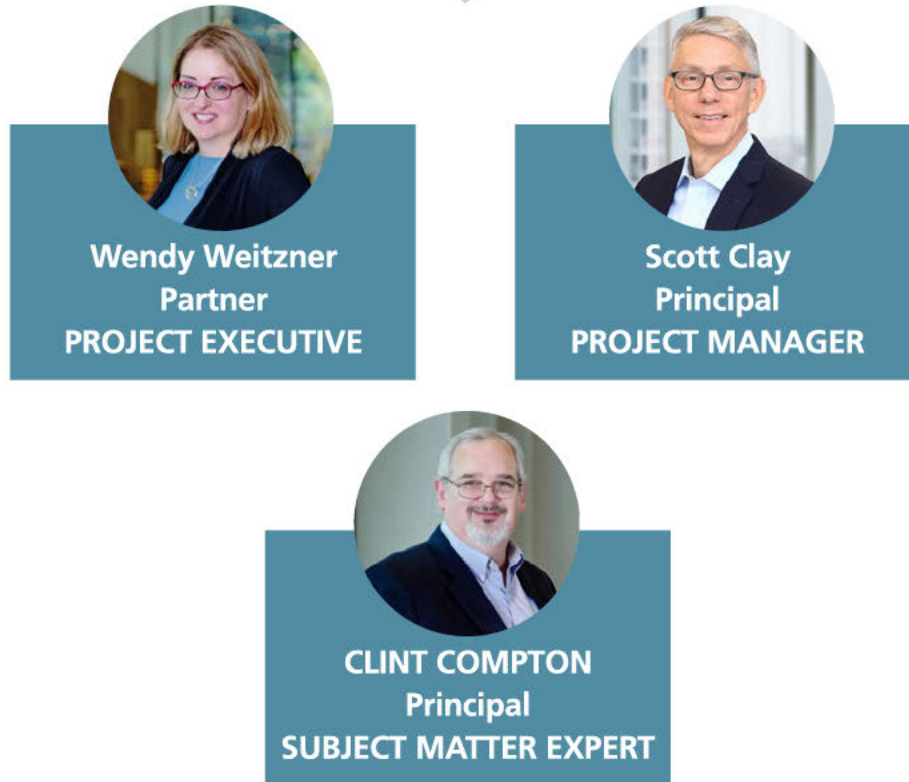 Wendy Weitzner
Partner
PROJECT EXECUTIVE
Scott Clay
Principal
PROJECT MANAGER
CLINT COMPTON
Principal
SUBJECT MATTER EXPERT